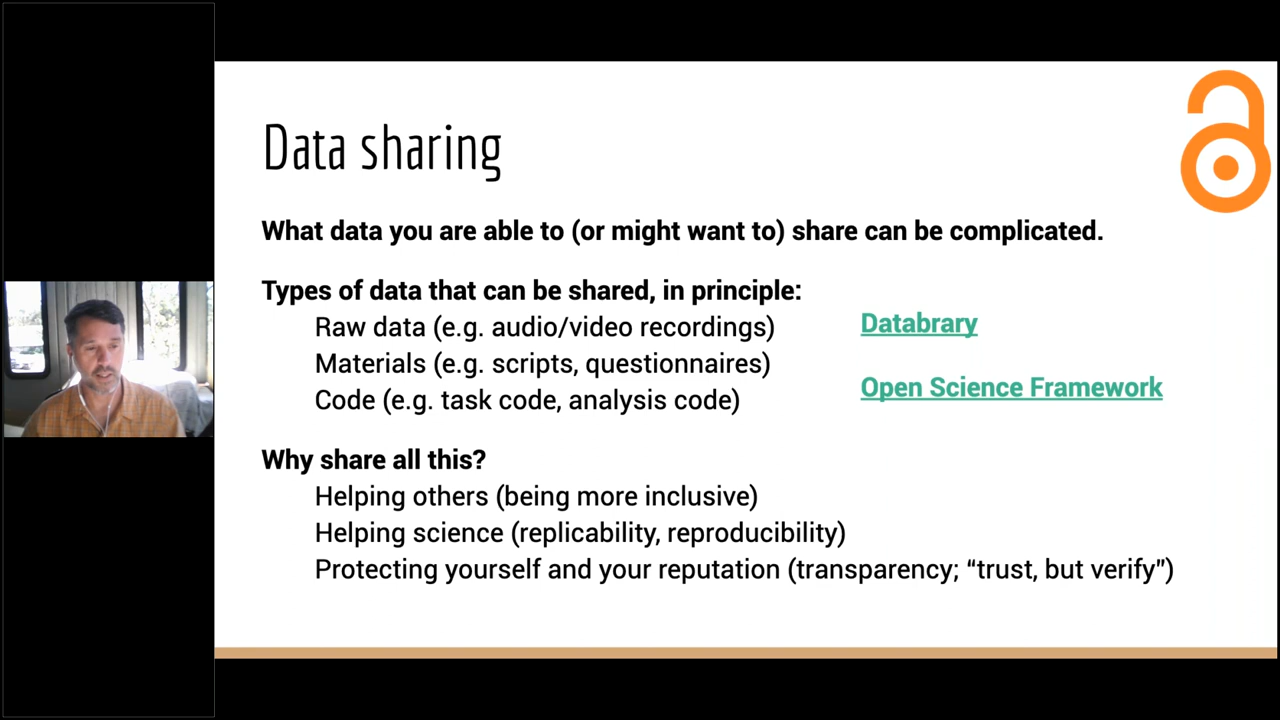 Data sharing
What data you are able to (or might want to) share can be complicated.
Types of data that can be shared, in principle:
Raw data (e.g. audio/video recordings)
Databrary
Materials (e.g. scripts, questionnaires)
Code (e.g. task code, analysis code)
Open Science Framework
Why share all this?
Helping others (being more inclusive)
Helping science (replicability, reproducibility)
Protecting yourself and your reputation (transparency; “trust, but verify”)